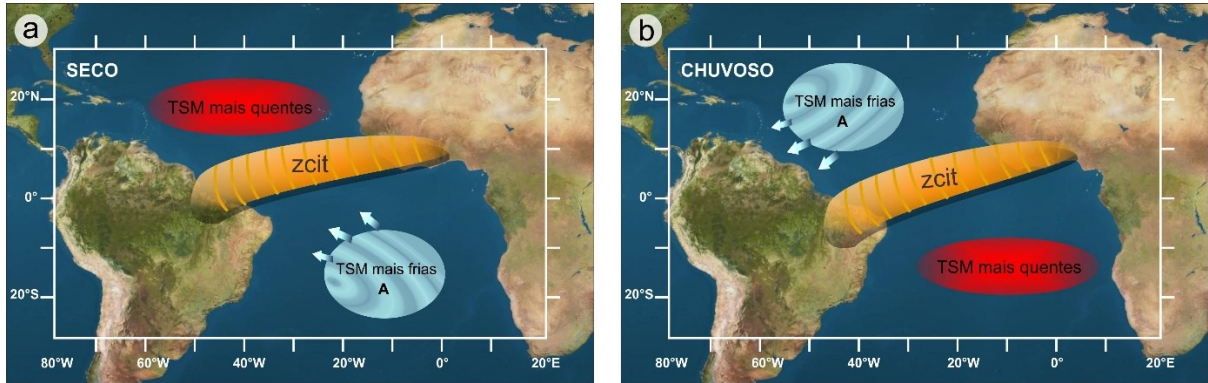 a
SECO
TSM mais quentes
20°N
zcit
0°
TSM mais frias
A
20°S
80°W 60°W 40°W 20°W 0° 20°E
b
CHUVOSO
TSM mais frias
A
20°N
zcit
0°
TSM mais quentes
20°S
80°W 60°W 40°W 20°W 0° 20°E